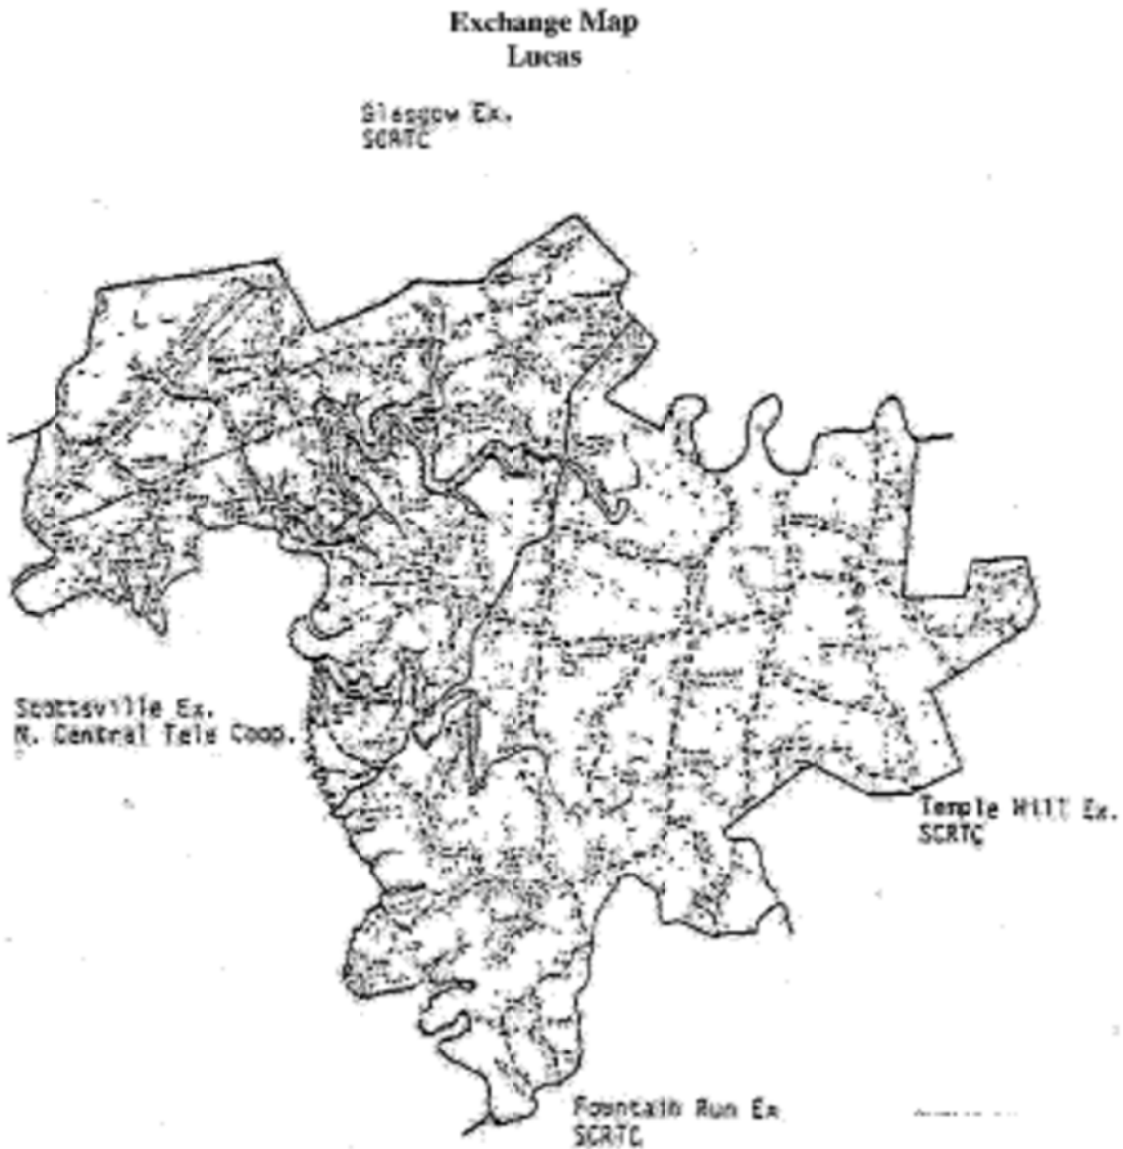 Exchange Map
Lucas
Glasgow Ex.
SCRTC
Scottsville Ex.
N. Central Tele Coop.
Temple Hill Ex.
SCRTC
Fountain Run Ex
SCRTC